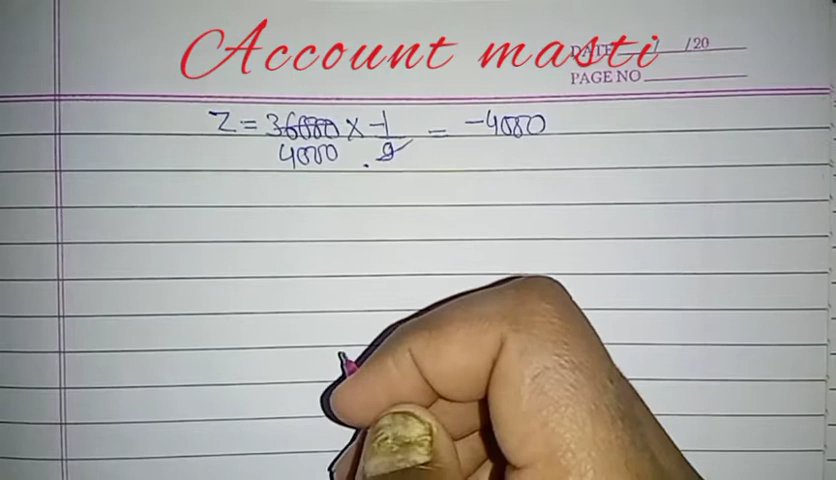 Account masti
DATE / /20
PAGE NO
Z = 36000 × -1/9 = -4000
4000